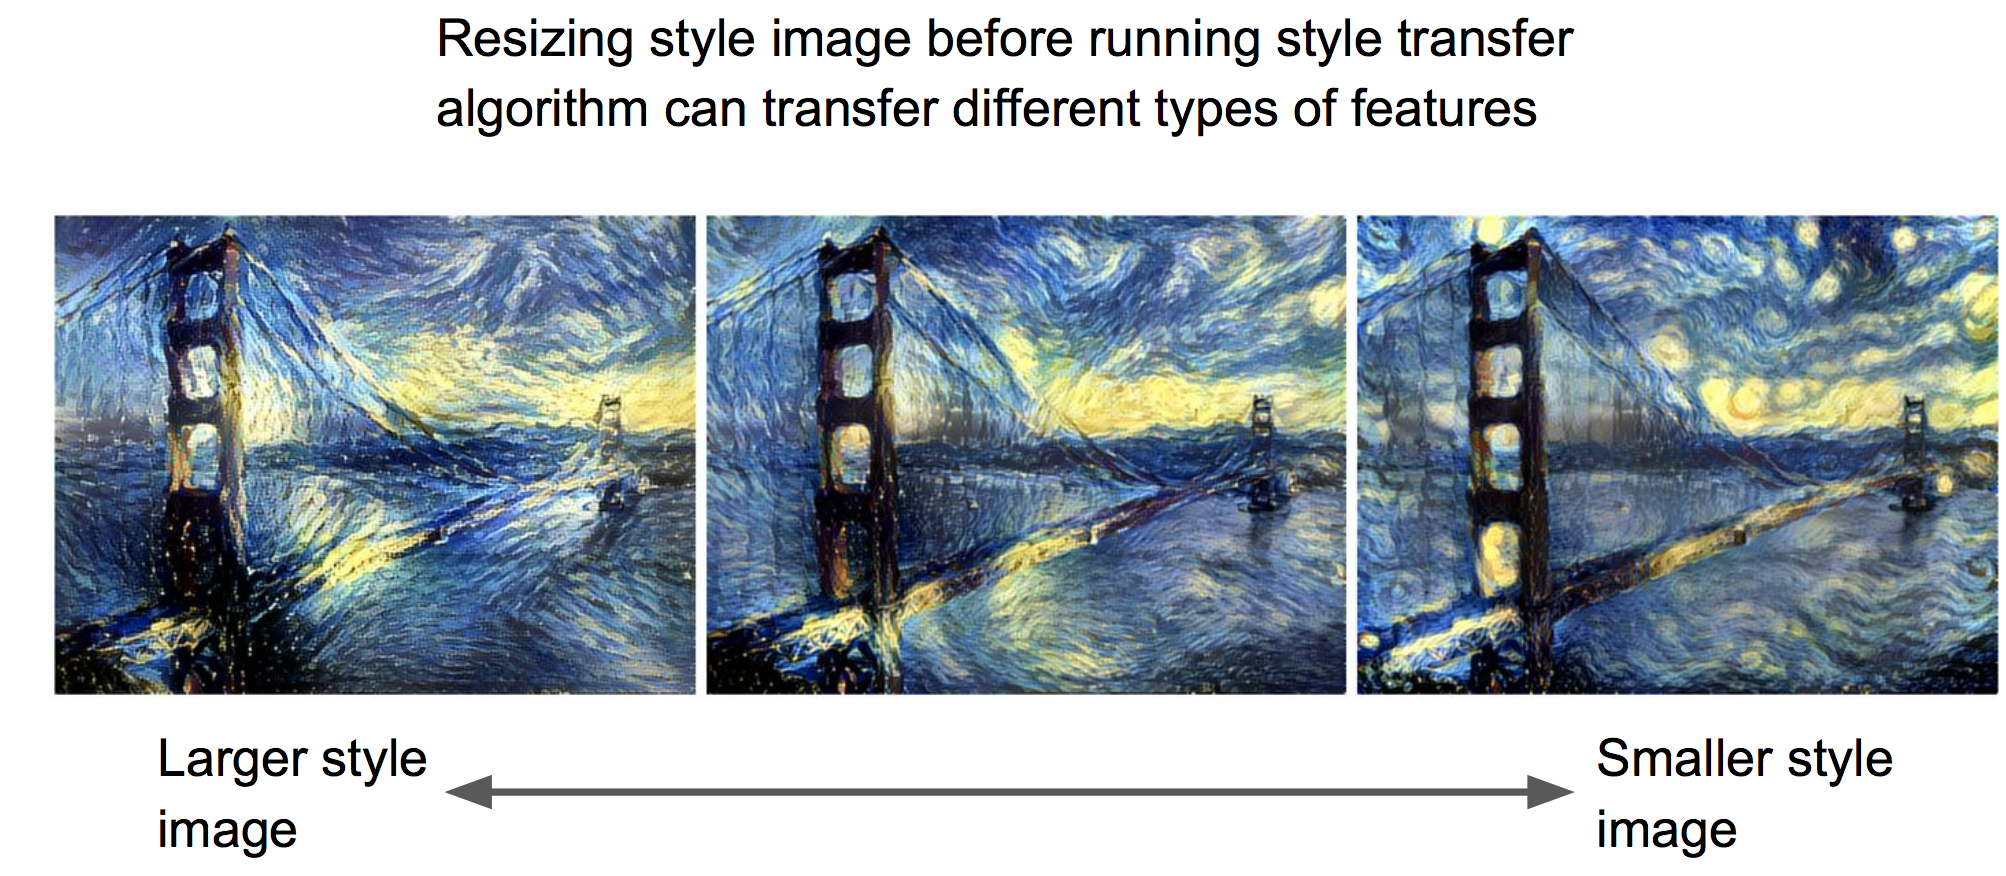 Resizing style image before running style transfer
algorithm can transfer different types of features
Larger style
image
Smaller style
image